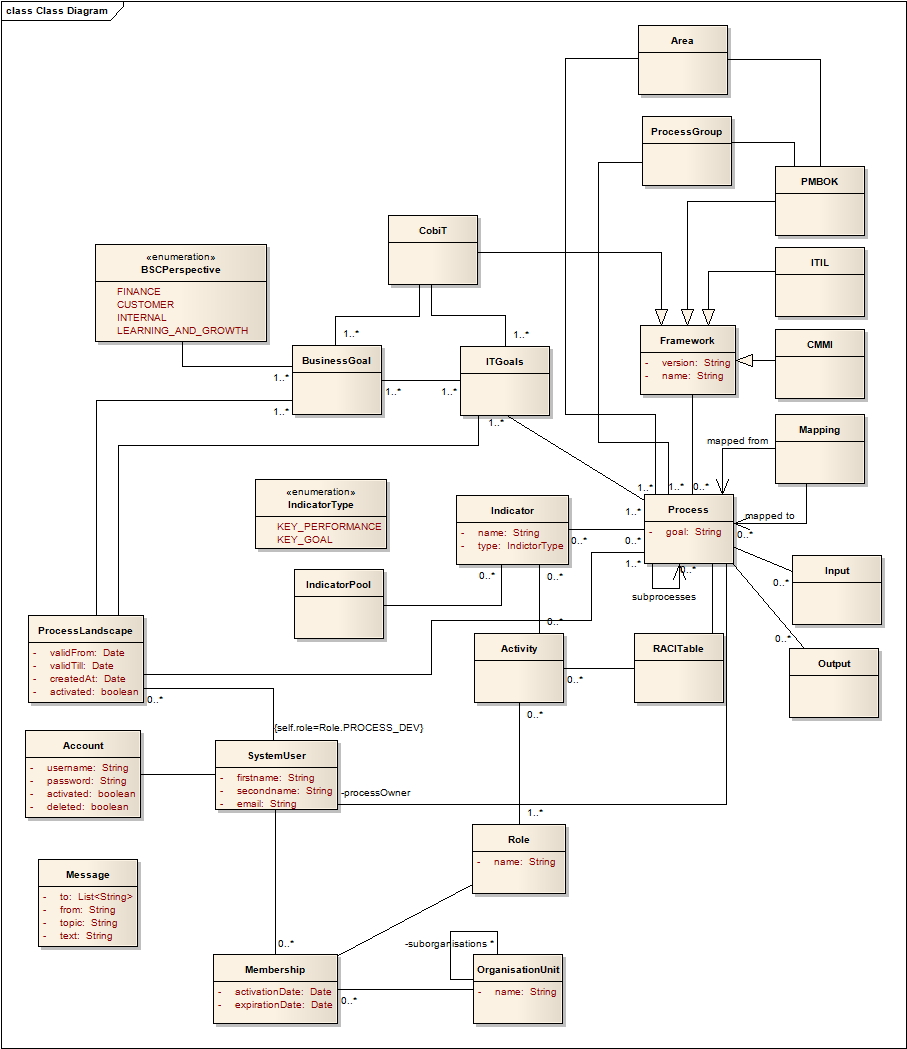 class Class Diagram
Area
ProcessGroup
PMBOK
CobiT
«enumeration»
BSCPerspective
FINANCE
CUSTOMER
INTERNAL
LEARNING_AND_GROWTH
ITIL
1..*
1..*
Framework
- version: String
- name: String
CMMI
BusinessGoal
1..*
1..*
1..*
ITGoals
1..*
1..*
Mapping
mapped from
mapped to
0..*
«enumeration»
IndicatorType
KEY_PERFORMANCE
KEY_GOAL
Indicator
- name: String
- type: IndictorType
0..*
0..*
0..*
1..*
1..*
0..*
1..*
0..*
1..*
Process
- goal: String
0..*
subprocesses
Input
0..*
Output
0..*
IndicatorPool
ProcessLandscape
- validFrom: Date
- validTill: Date
- createdAt: Date
- activated: boolean
0..*
0..*
Activity
0..*
0..*
RACITable
{self.role=Role.PROCESS_DEV}
Account
- username: String
- password: String
- activated: boolean
- deleted: boolean
SystemUser
- firstname: String
- secondname: String
- email: String
-processOwner
1..*
Role
- name: String
Message
- to: List<String>
- from: String
- topic: String
- text: String
0..*
Membership
- activationDate: Date
- expirationDate: Date
0..*
-suborganisations *
OrganisationUnit
- name: String